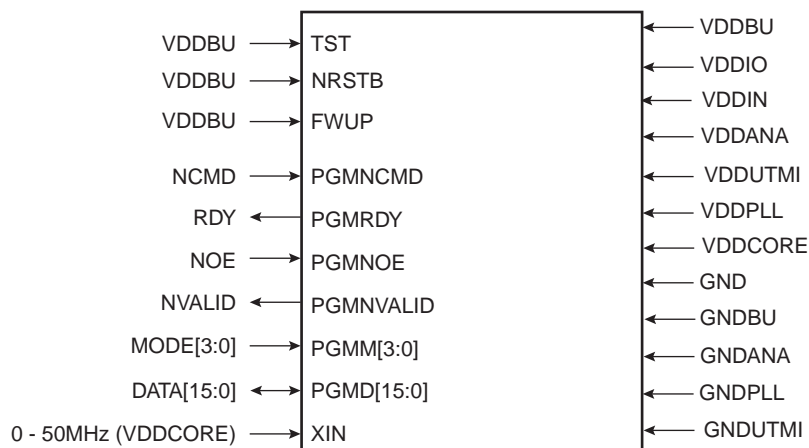 VDDBU TST
VDDBU NRSTB
VDDBU FWUP
NCMD PGMNCMD
RDY PGMRDY
NOE PGMNOE
NVALID PGMNVALID
MODE[3:0] PGMM[3:0]
DATA[15:0] PGMD[15:0]
0 - 50MHz (VDDCORE) XIN
VDDBU
VDDIO
VDDIN
VDDANA
VDDUTMI
VDDPLL
VDDCORE
GND
GNDBU
GNDANA
GNDPLL
GNDUTMI